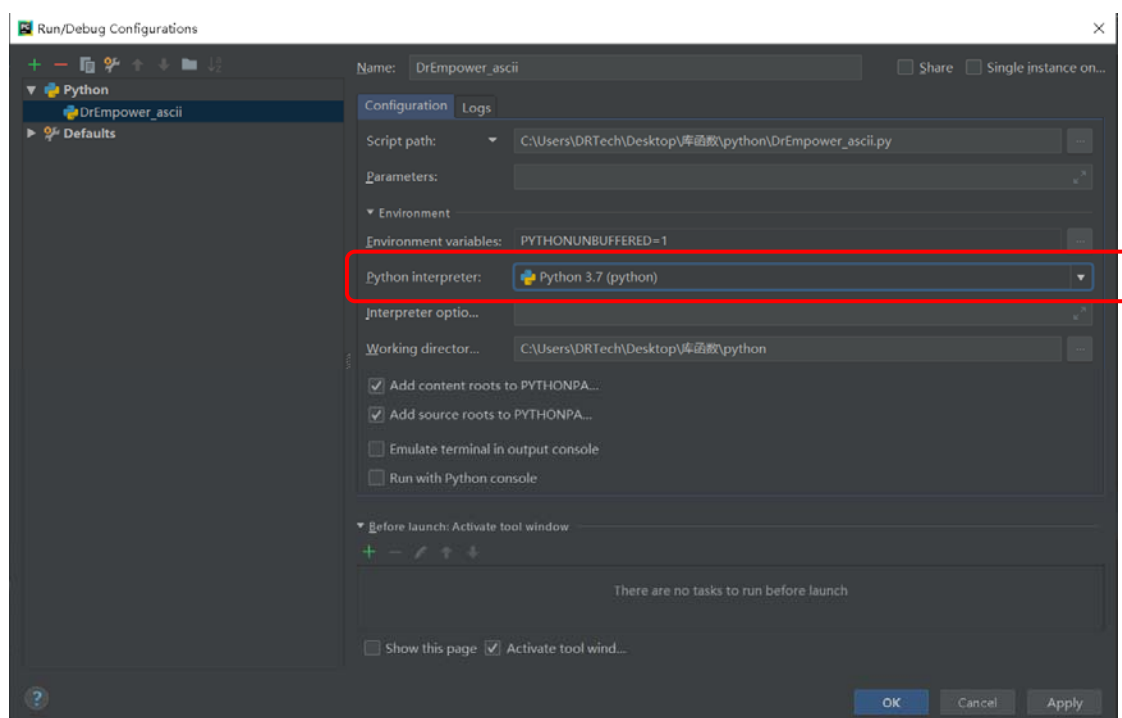 Run/Debug Configurations
Name: DrEmpower_ascii Share Single instance on...
Python
DrEmpower_ascii
Defaults
Configuration Logs
Script path: C:\Users\DRTech\Desktop\库函数\python\DrEmpower_ascii.py
Parameters:
Environment
Environment variables: PYTHONUNBUFFERED=1
Python interpreter: Python 3.7 (python)
Interpreter optio...
Working director... C:\Users\DRTech\Desktop\库函数\python
Add content roots to PYTHONPA...
Add source roots to PYTHONPA...
Emulate terminal in output console
Run with Python console
Before launch: Activate tool window
There are no tasks to run before launch
Show this page Activate tool wind...
? OK Cancel Apply